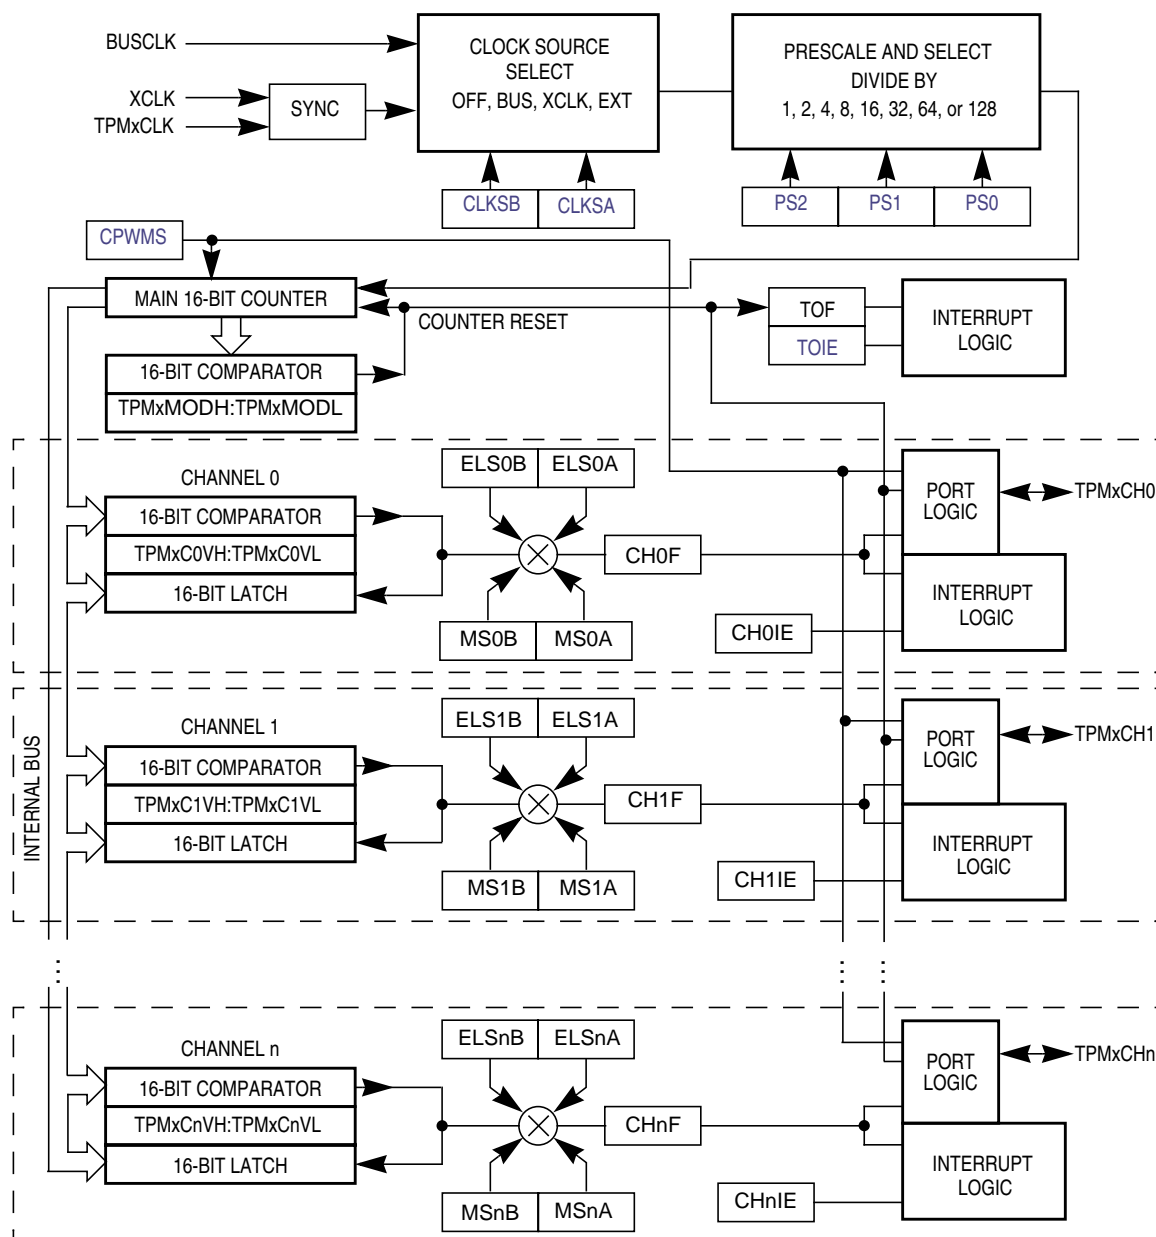 BUSCLK
CLOCK SOURCE
SELECT
OFF, BUS, XCLK, EXT
PRESCALE AND SELECT
DIVIDE BY
1, 2, 4, 8, 16, 32, 64, or 128
XCLK
TPMxCLK
SYNC
CLKSB
CLKSA
PS2
PS1
PS0
CPWMS
MAIN 16-BIT COUNTER
COUNTER RESET
TOF
TOIE
INTERRUPT
LOGIC
16-BIT COMPARATOR
TPMxMODH:TPMxMODL
CHANNEL 0
ELS0B
ELS0A
16-BIT COMPARATOR
TPMxC0VH:TPMxC0VL
16-BIT LATCH
CH0F
PORT
LOGIC
TPMxCH0
INTERRUPT
LOGIC
CH0IE
MS0B
MS0A
INTERNAL BUS
CHANNEL 1
ELS1B
ELS1A
16-BIT COMPARATOR
TPMxC1VH:TPMxC1VL
16-BIT LATCH
CH1F
PORT
LOGIC
TPMxCH1
INTERRUPT
LOGIC
CH1IE
MS1B
MS1A
...
...
...
CHANNEL n
ELSnB
ELSnA
16-BIT COMPARATOR
TPMxCnVH:TPMxCnVL
16-BIT LATCH
CHnF
PORT
LOGIC
TPMxCHn
INTERRUPT
LOGIC
CHnIE
MSnB
MSnA